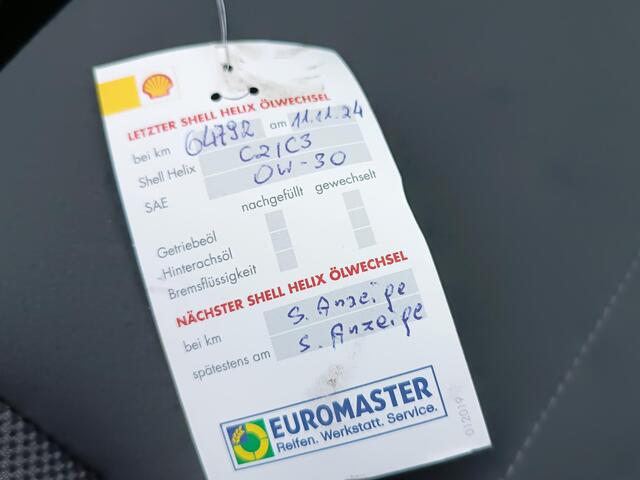 LETZTER SHELL HELIX ÖLWECHSEL
bei km 64792 am 11.11.24
Shell Helix C2/C3
SAE 0W-30
nachgefüllt gewechselt
Getriebeöl
Hinterachsöl
Bremsflüssigkeit
NÄCHSTER SHELL HELIX ÖLWECHSEL
bei km s. Anzeige
spätestens am s. Anzeige
EUROMASTER
Reifen. Werkstatt. Service.
012019